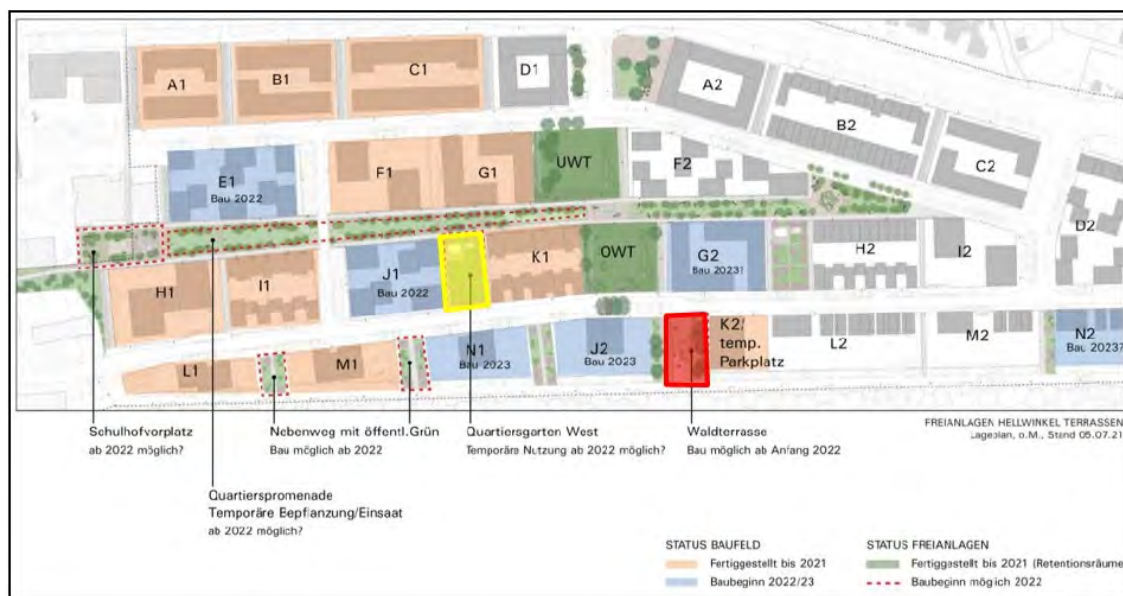 A1
B1
C1
D1
A2
B2
C2
D2
E1
Bau 2022
F1
G1
UWT
F2
H1
I1
J1
Bau 2022
K1
OWT
G2
Bau 2023?
H2
I2
L1
M1
N1
Bau 2023
J2
Bau 2023
K2/
temp.
Parkplatz
L2
M2
N2
Bau 2023?
Schulhofvorplatz
ab 2022 möglich?
Nebenweg mit öffentl.Grün
Bau möglich ab 2022
Quartiersgarten West
Temporäre Nutzung ab 2022 möglich?
Waldterrasse
Bau möglich ab Anfang 2022
FREIANLAGEN HELLWINKEL TERRASSEN
Lageplan, o.M., Stand 05.07.21
Quartierspromenade
Temporäre Bepflanzung/Einsaat
ab 2022 möglich?
STATUS BAUFELD
Fertiggestellt bis 2021
Baubeginn 2022/23
STATUS FREIANLAGEN
Fertiggestellt bis 2021 (Retentionsräume
Baubeginn möglich 2022